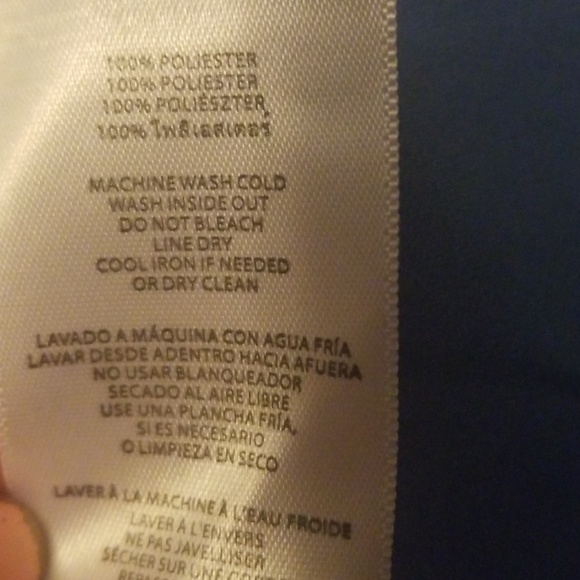 100% POLIESTER
100% POLIESTER
100% POLIÉSZTER
100% โพลีเอสเตอร์
MACHINE WASH COLD
WASH INSIDE OUT
DO NOT BLEACH
LINE DRY
COOL IRON IF NEEDED
OR DRY CLEAN
LAVADO A MÁQUINA CON AGUA FRÍA
LAVAR DESDE ADENTRO HACIA AFUERA
NO USAR BLANQUEADOR
SECADO AL AIRE LIBRE
USE UNA PLANCHA FRÍA,
SI ES NECESARIO
O LIMPIEZA EN SECO
LAVER À LA MACHINE À L'EAU FROIDE
LAVER À L'ENVERS
NE PAS JAVELLISER
SÉCHER SUR UNE